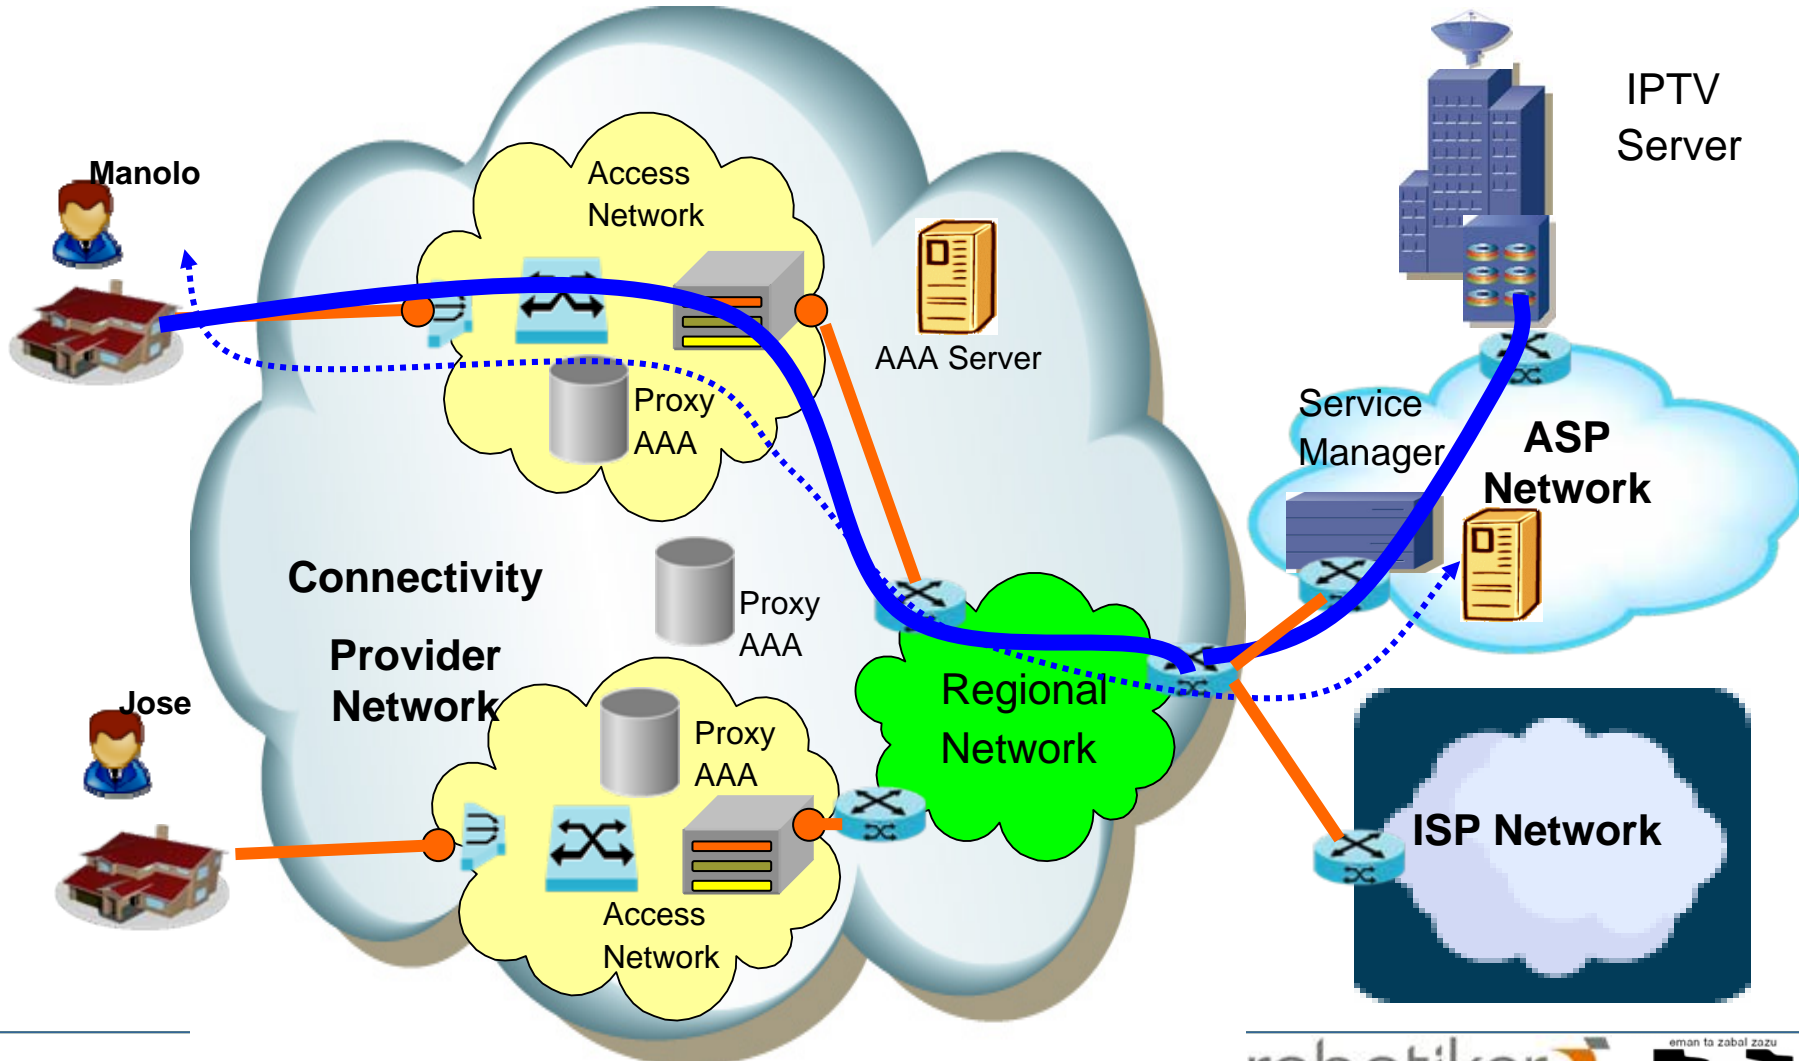 IPTV
Server
Manolo
Access
Network
AAA Server
Proxy
AAA
Service
Manager
ASP
Network
Connectivity
Provider
Network
Proxy
AAA
Regional
Network
Jose
Proxy
AAA
ISP Network
Access
Network
eman ta zabal zazu